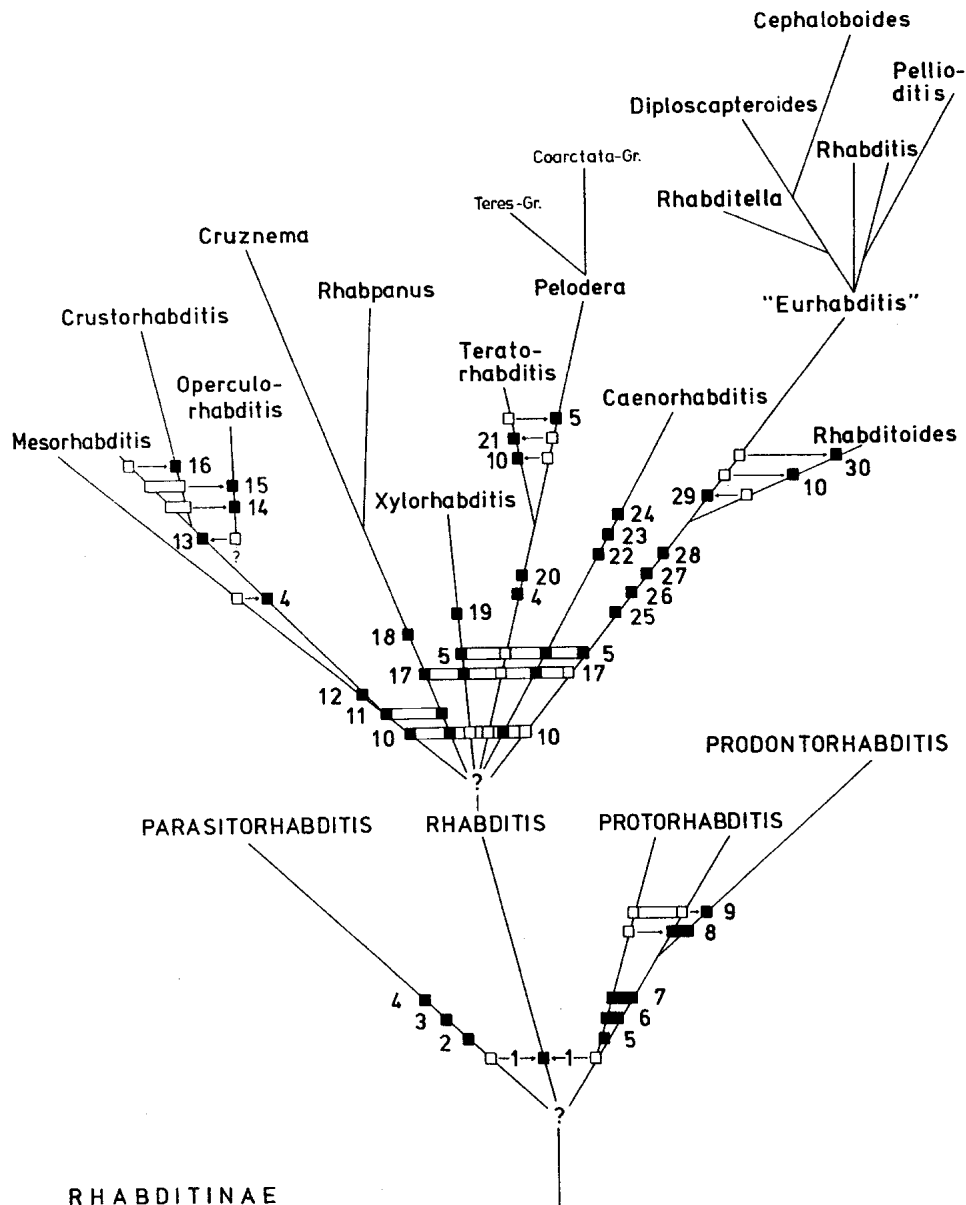 Cephaloboides
Pellio-
ditis
Diploscapteroides
Rhabditis
Coarctata-Gr.
Rhabditella
Teres-Gr.
Cruznema
Rhabpanus
Pelodera
"Eurhabditis"
Crustorhabditis
Terato-
rhabditis
Operculo-
rhabditis
Caenorhabditis
5
Mesorhabditis
21
Rhabditoides
10
16
30
15
10
Xylorhabditis
29
14
24
13
?
23
22
28
20
27
4
4
26
19
25
18
5
5
17
17
12
11
10
10
PRODONTORHABDITIS
?
PARASITORHABDITIS
RHABDITIS
PROTORHABDITIS
9
8
4
7
3
6
2
5
1
1
?
RHABDITINAE